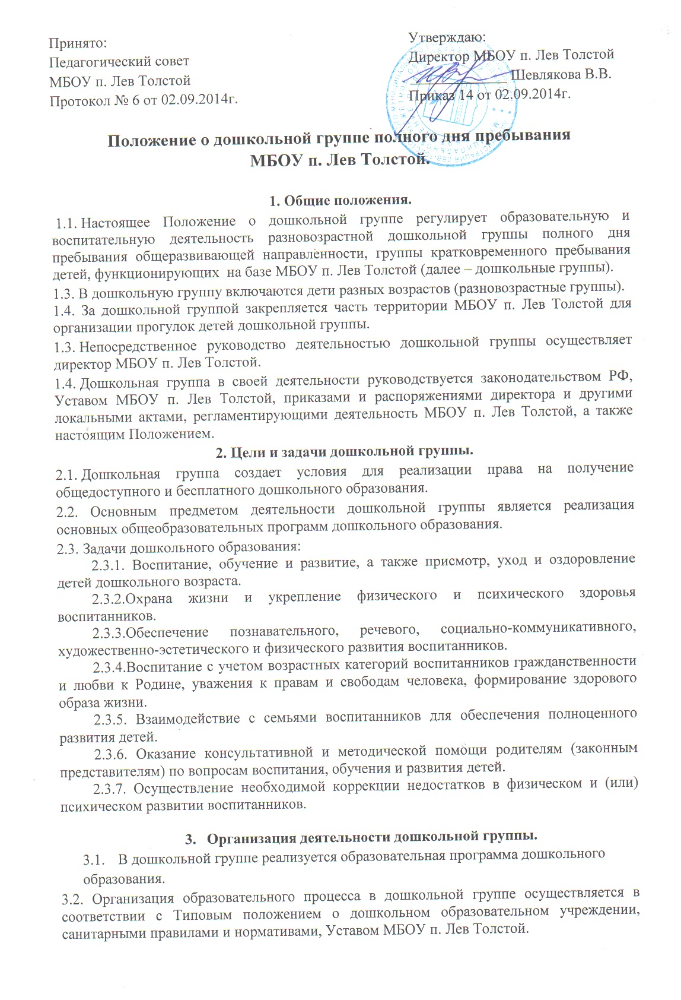 Принято:
Педагогический совет
МБОУ п. Лев Толстой
Протокол № 6 от 02.09.2014г.
Утверждаю:
Директор МБОУ п. Лев Толстой
Шевлякова В.В.
Приказ 14 от 02.09.2014г.
Положение о дошкольной группе полного дня пребывания
МБОУ п. Лев Толстой.
1. Общие положения.
1.1. Настоящее Положение о дошкольной группе регулирует образовательную и
воспитательную деятельность разновозрастной дошкольной группы полного дня
пребывания общеразвивающей направленности, группы кратковременного пребывания
детей, функционирующих на базе МБОУ п. Лев Толстой (далее – дошкольные группы).
1.3. В дошкольную группу включаются дети разных возрастов (разновозрастные группы).
1.4. За дошкольной группой закрепляется часть территории МБОУ п. Лев Толстой для
организации прогулок детей дошкольной группы.
1.3. Непосредственное руководство деятельностью дошкольной группы осуществляет
директор МБОУ п. Лев Толстой.
1.4. Дошкольная группа в своей деятельности руководствуется законодательством РФ,
Уставом МБОУ п. Лев Толстой, приказами и распоряжениями директора и другими
локальными актами, регламентирующими деятельность МБОУ п. Лев Толстой, а также
настоящим Положением.
2. Цели и задачи дошкольной группы.
2.1. Дошкольная группа создает условия для реализации права на получение
общедоступного и бесплатного дошкольного образования.
2.2. Основным предметом деятельности дошкольной группы является реализация
основных общеобразовательных программ дошкольного образования.
2.3. Задачи дошкольного образования:
2.3.1. Воспитание, обучение и развитие, а также присмотр, уход и оздоровление
детей дошкольного возраста.
2.3.2.Охрана жизни и укрепление физического и психического здоровья
воспитанников.
2.3.3.Обеспечение познавательного, речевого, социально-коммуникативного,
художественно-эстетического и физического развития воспитанников.
2.3.4.Воспитание с учетом возрастных категорий воспитанников гражданственности
и любви к Родине, уважения к правам и свободам человека, формирование здорового
образа жизни.
2.3.5. Взаимодействие с семьями воспитанников для обеспечения полноценного
развития детей.
2.3.6. Оказание консультативной и методической помощи родителям (законным
представителям) по вопросам воспитания, обучения и развития детей.
2.3.7. Осуществление необходимой коррекции недостатков в физическом и (или)
психическом развитии воспитанников.
3. Организация деятельности дошкольной группы.
3.1. В дошкольной группе реализуется образовательная программа дошкольного
образования.
3.2. Организация образовательного процесса в дошкольной группе осуществляется в
соответствии с Типовым положением о дошкольном образовательном учреждении,
санитарными правилами и нормативами, Уставом МБОУ п. Лев Толстой.